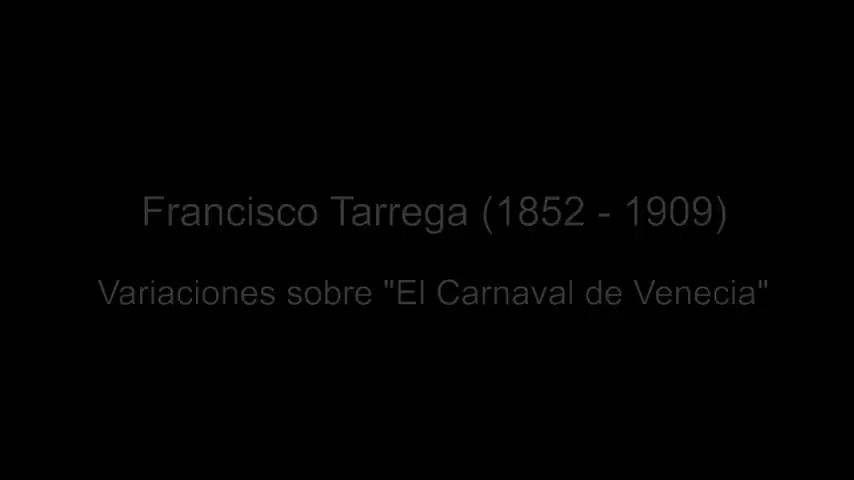 Francisco Tarrega (1852 - 1909)
Variaciones sobre "El Carnaval de Venecia"